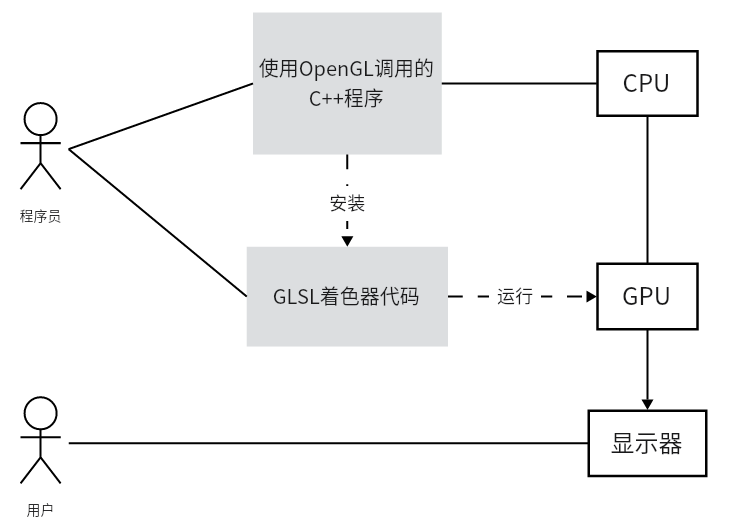 使用OpenGL调用的
C++程序
CPU
程序员
安装
GLSL着色器代码
运行
GPU
显示器
用户